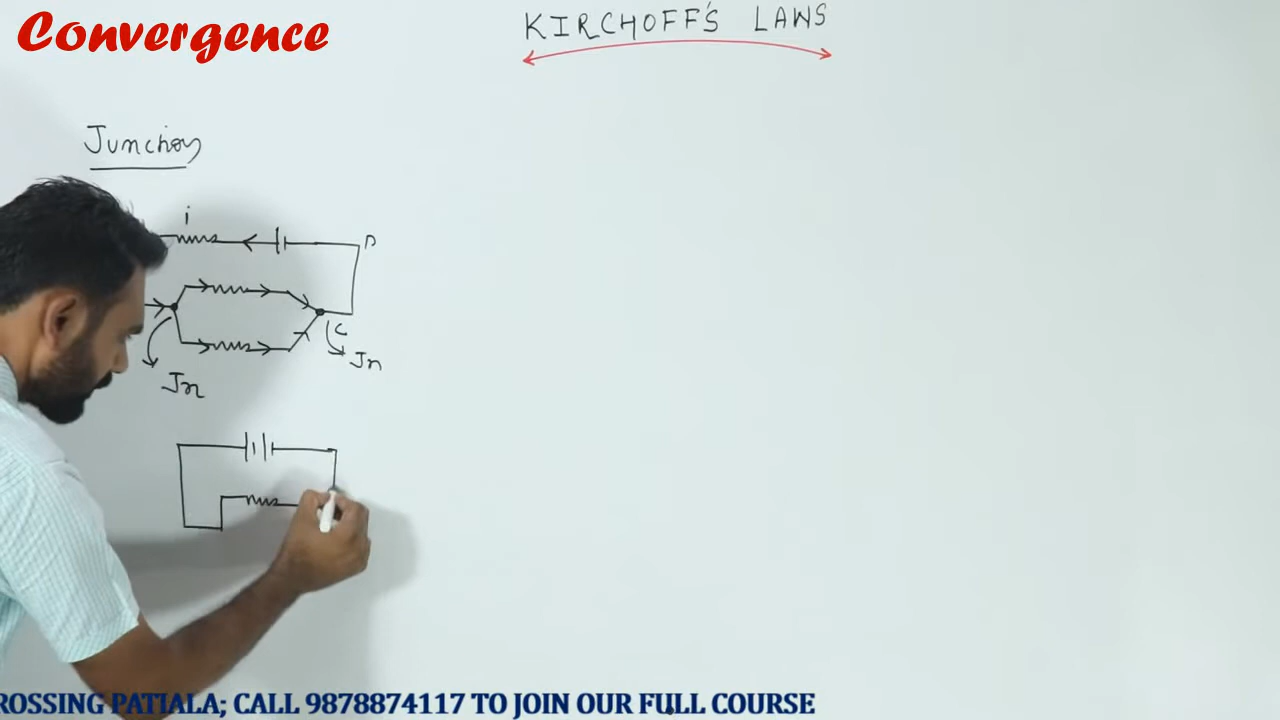 Convergence
KIRCHOFF'S LAWS
Junction
i
D
C
Jn
Jn
ROSSING PATIALA; CALL 9878874117 TO JOIN OUR FULL COURSE